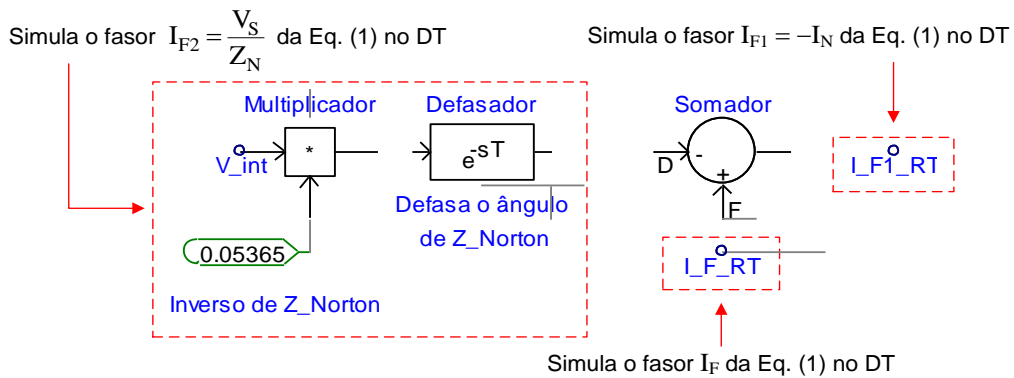 Simula o fasor I_F2 = V_S / Z_N da Eq. (1) no DT
Simula o fasor I_F1 = −I_N da Eq. (1) no DT
Multiplicador
Defasador
Somador
V_int
*
e^-sT
D
-
+
F
I_F1_RT
Defasa o ângulo
de Z_Norton
0.05365
I_F_RT
Inverso de Z_Norton
Simula o fasor I_F da Eq. (1) no DT